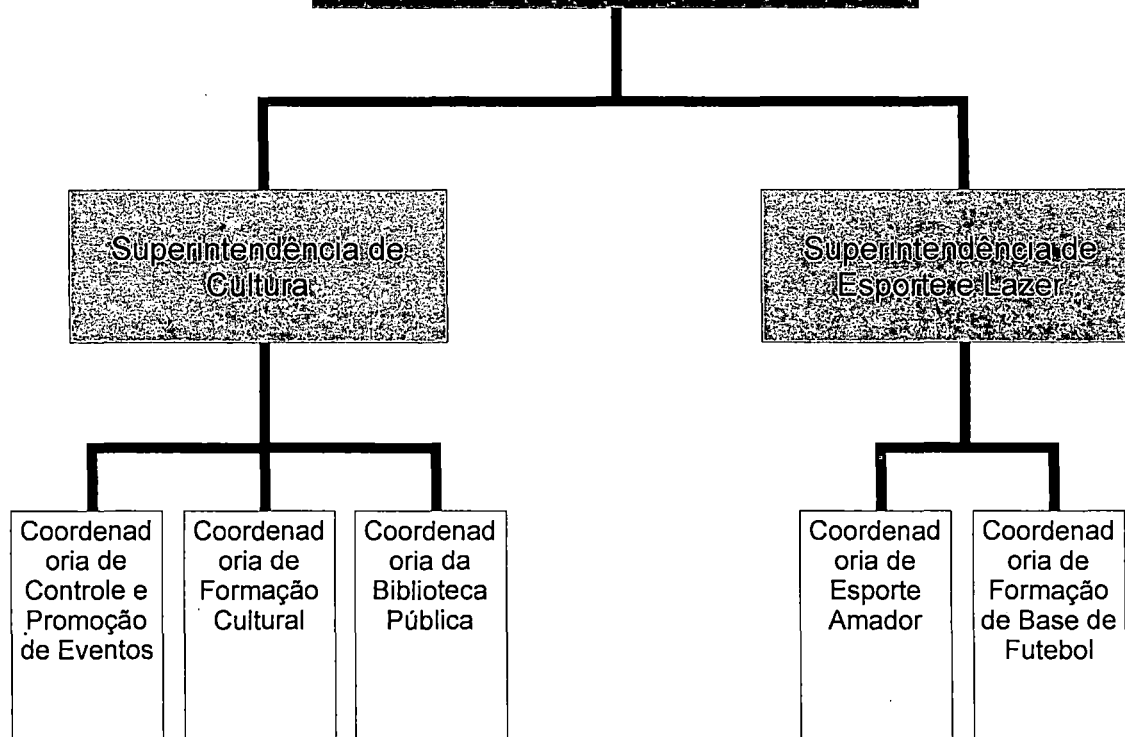 Superintendência de
Cultura
Superintendência de
Esporte e Lazer
Coordenad
oria de
Controle e
Promoção
de Eventos
Coordenad
oria de
Formação
Cultural
Coordenad
oria da
Biblioteca
Pública
Coordenad
oria de
Esporte
Amador
Coordenad
oria de
Formação
de Base de
Futebol